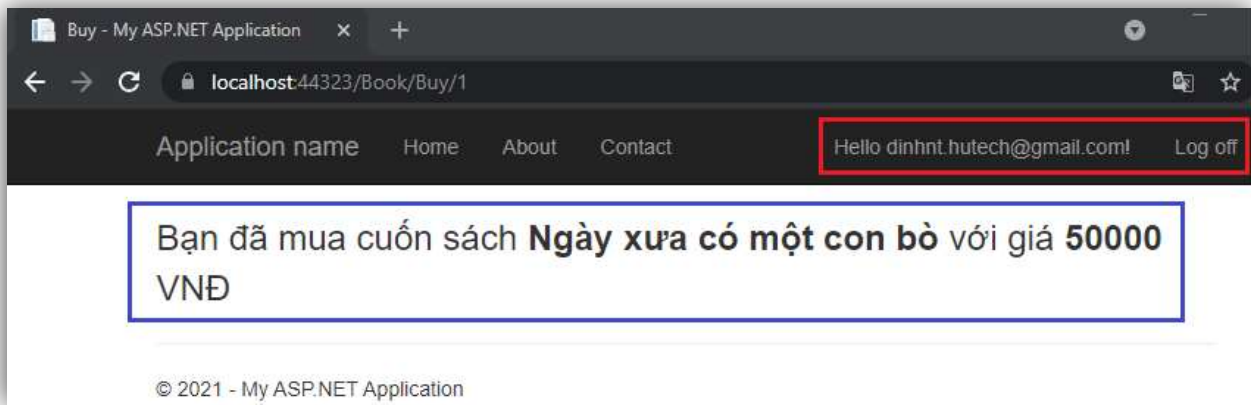 Buy - My ASP.NET Application
localhost:44323/Book/Buy/1
Application name Home About Contact Hello dinhnt.hutech@gmail.com! Log off
Bạn đã mua cuốn sách Ngày xưa có một con bò với giá 50000
VNĐ
© 2021 - My ASP.NET Application